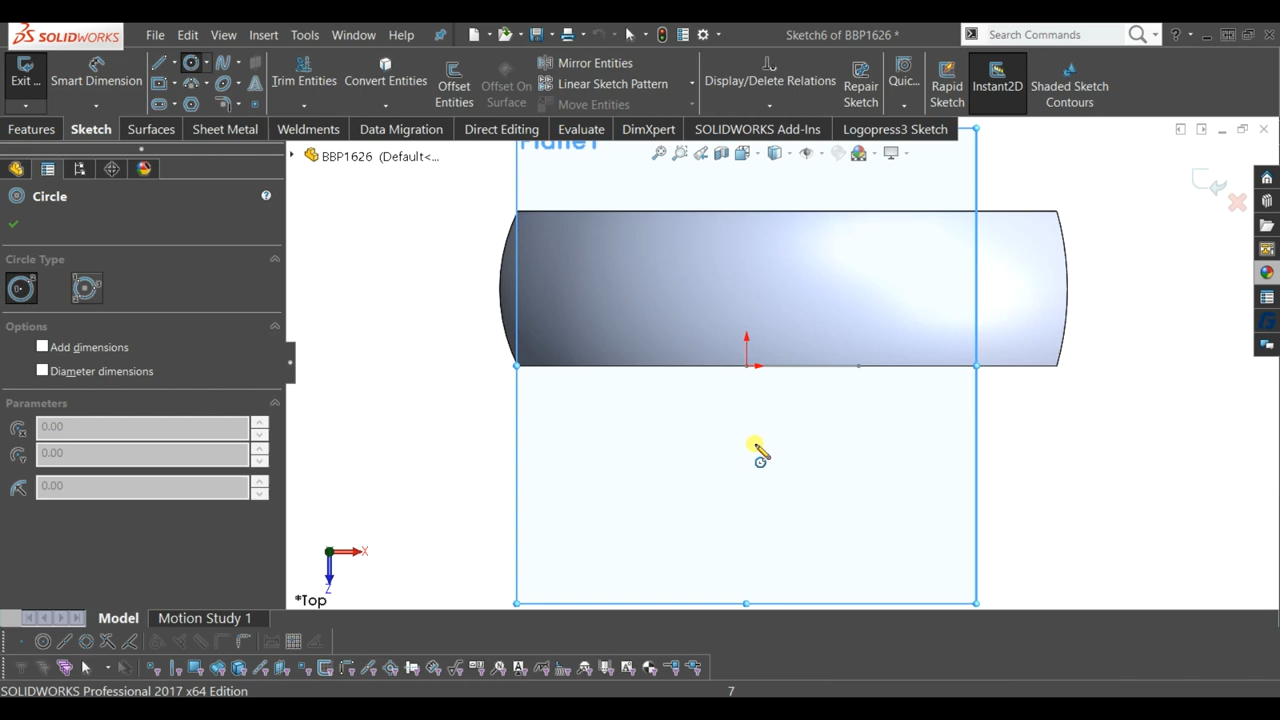 SOLIDWORKS File Edit View Insert Tools Window Help Sketch6 of BBP1626 * Search Commands
Exit ... Smart Dimension Trim Entities Convert Entities Offset Entities Offset On Surface Mirror Entities Linear Sketch Pattern Move Entities Display/Delete Relations Repair Sketch Quic... Rapid Sketch Instant2D Shaded Sketch Contours
Features Sketch Surfaces Sheet Metal Weldments Data Migration Direct Editing Evaluate DimXpert SOLIDWORKS Add-Ins Logopress3 Sketch
Plane1
BBP1626 (Default<...
Circle
Circle Type
Options
Add dimensions
Diameter dimensions
Parameters
0.00
0.00
0.00
X
Z
*Top
Model Motion Study 1
SOLIDWORKS Professional 2017 x64 Edition 7